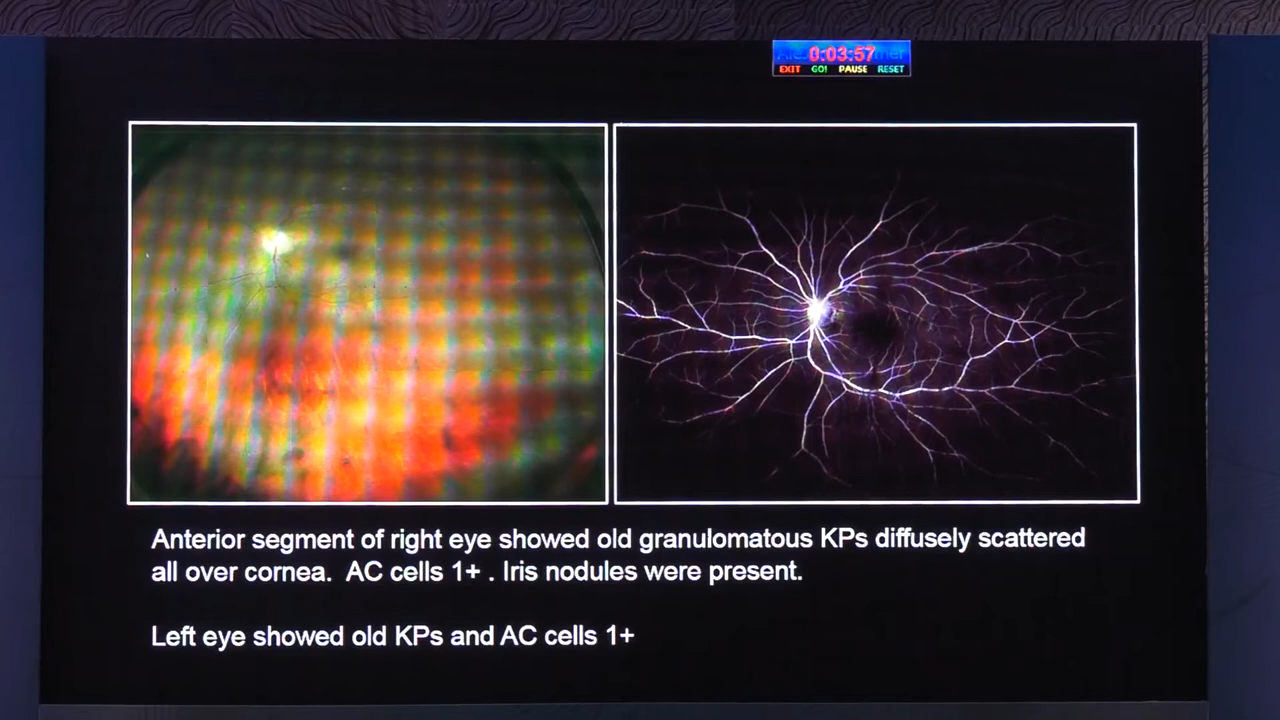 0:03:57
EXIT GO! PAUSE RESET
Anterior segment of right eye showed old granulomatous KPs diffusely scattered
all over cornea. AC cells 1+ . Iris nodules were present.
Left eye showed old KPs and AC cells 1+